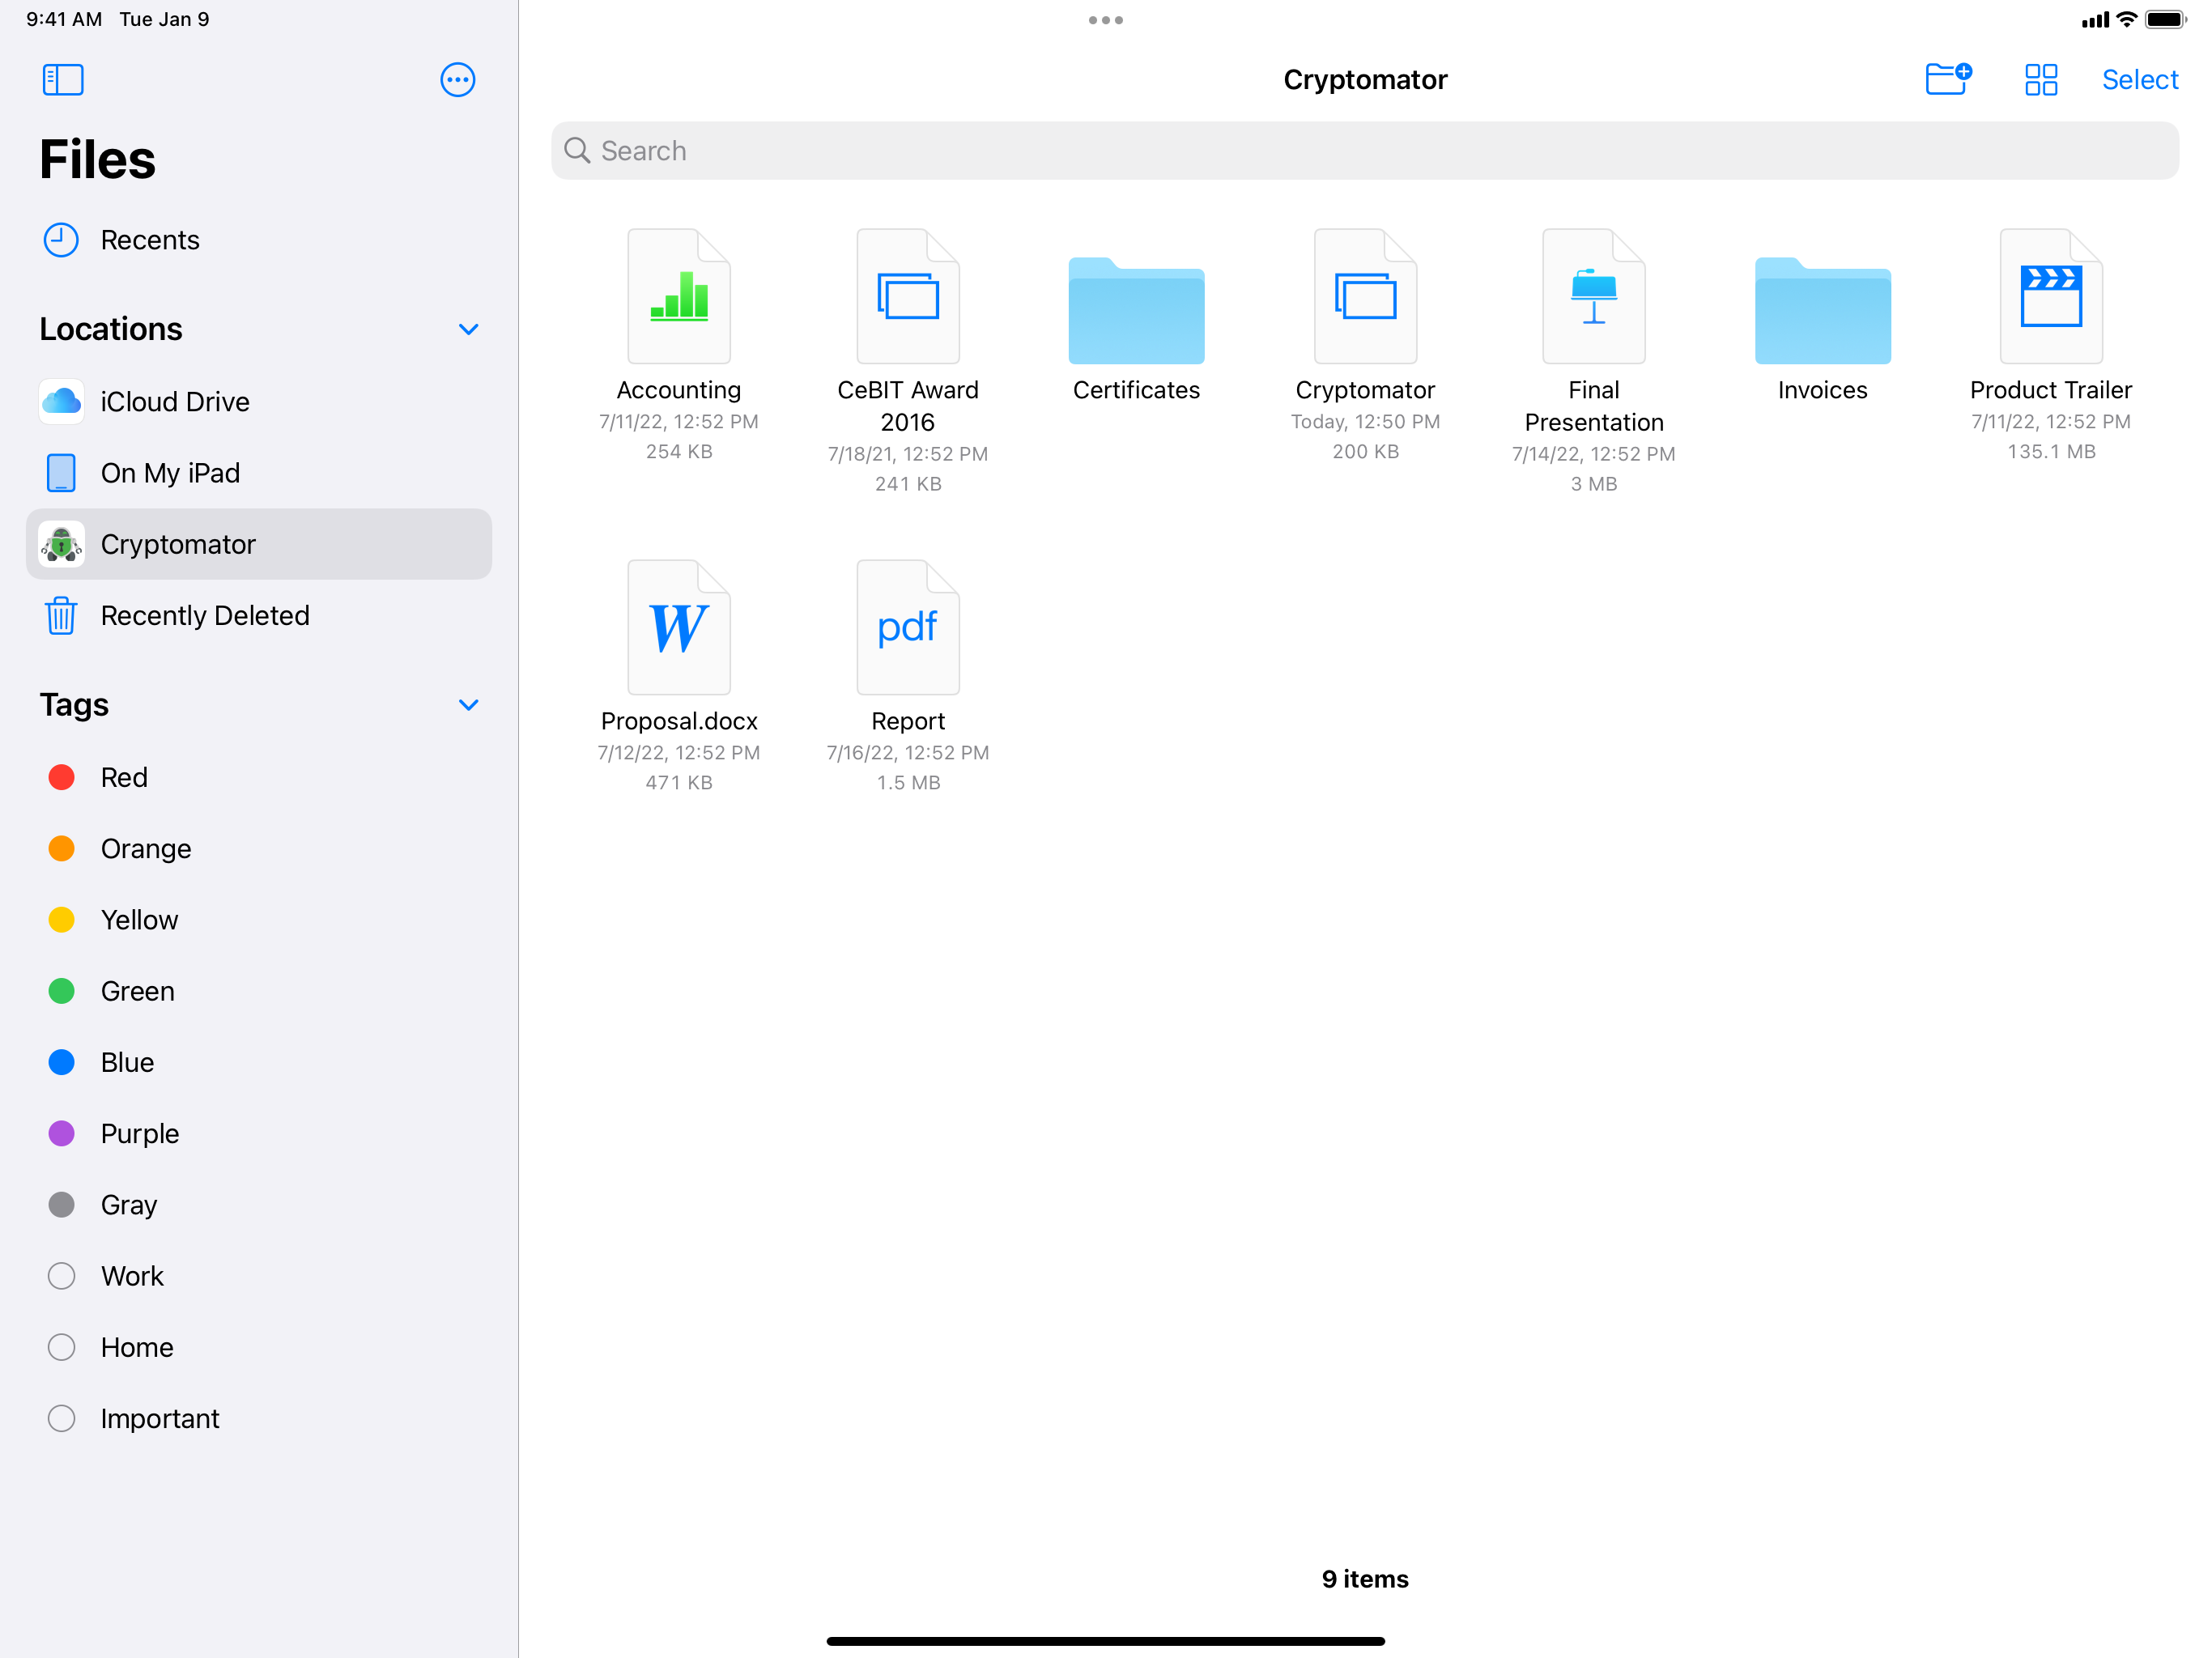 9:41 AM Tue Jan 9
Files
Recents
Locations
iCloud Drive
On My iPad
Cryptomator
Recently Deleted
Tags
Red
Orange
Yellow
Green
Blue
Purple
Gray
Work
Home
Important
Cryptomator
Select
Search
Accounting
7/11/22, 12:52 PM
254 KB
CeBIT Award
2016
7/18/21, 12:52 PM
241 KB
Certificates
Cryptomator
Today, 12:50 PM
200 KB
Final
Presentation
7/14/22, 12:52 PM
3 MB
Invoices
Product Trailer
7/11/22, 12:52 PM
135.1 MB
W
Proposal.docx
7/12/22, 12:52 PM
471 KB
pdf
Report
7/16/22, 12:52 PM
1.5 MB
9 items